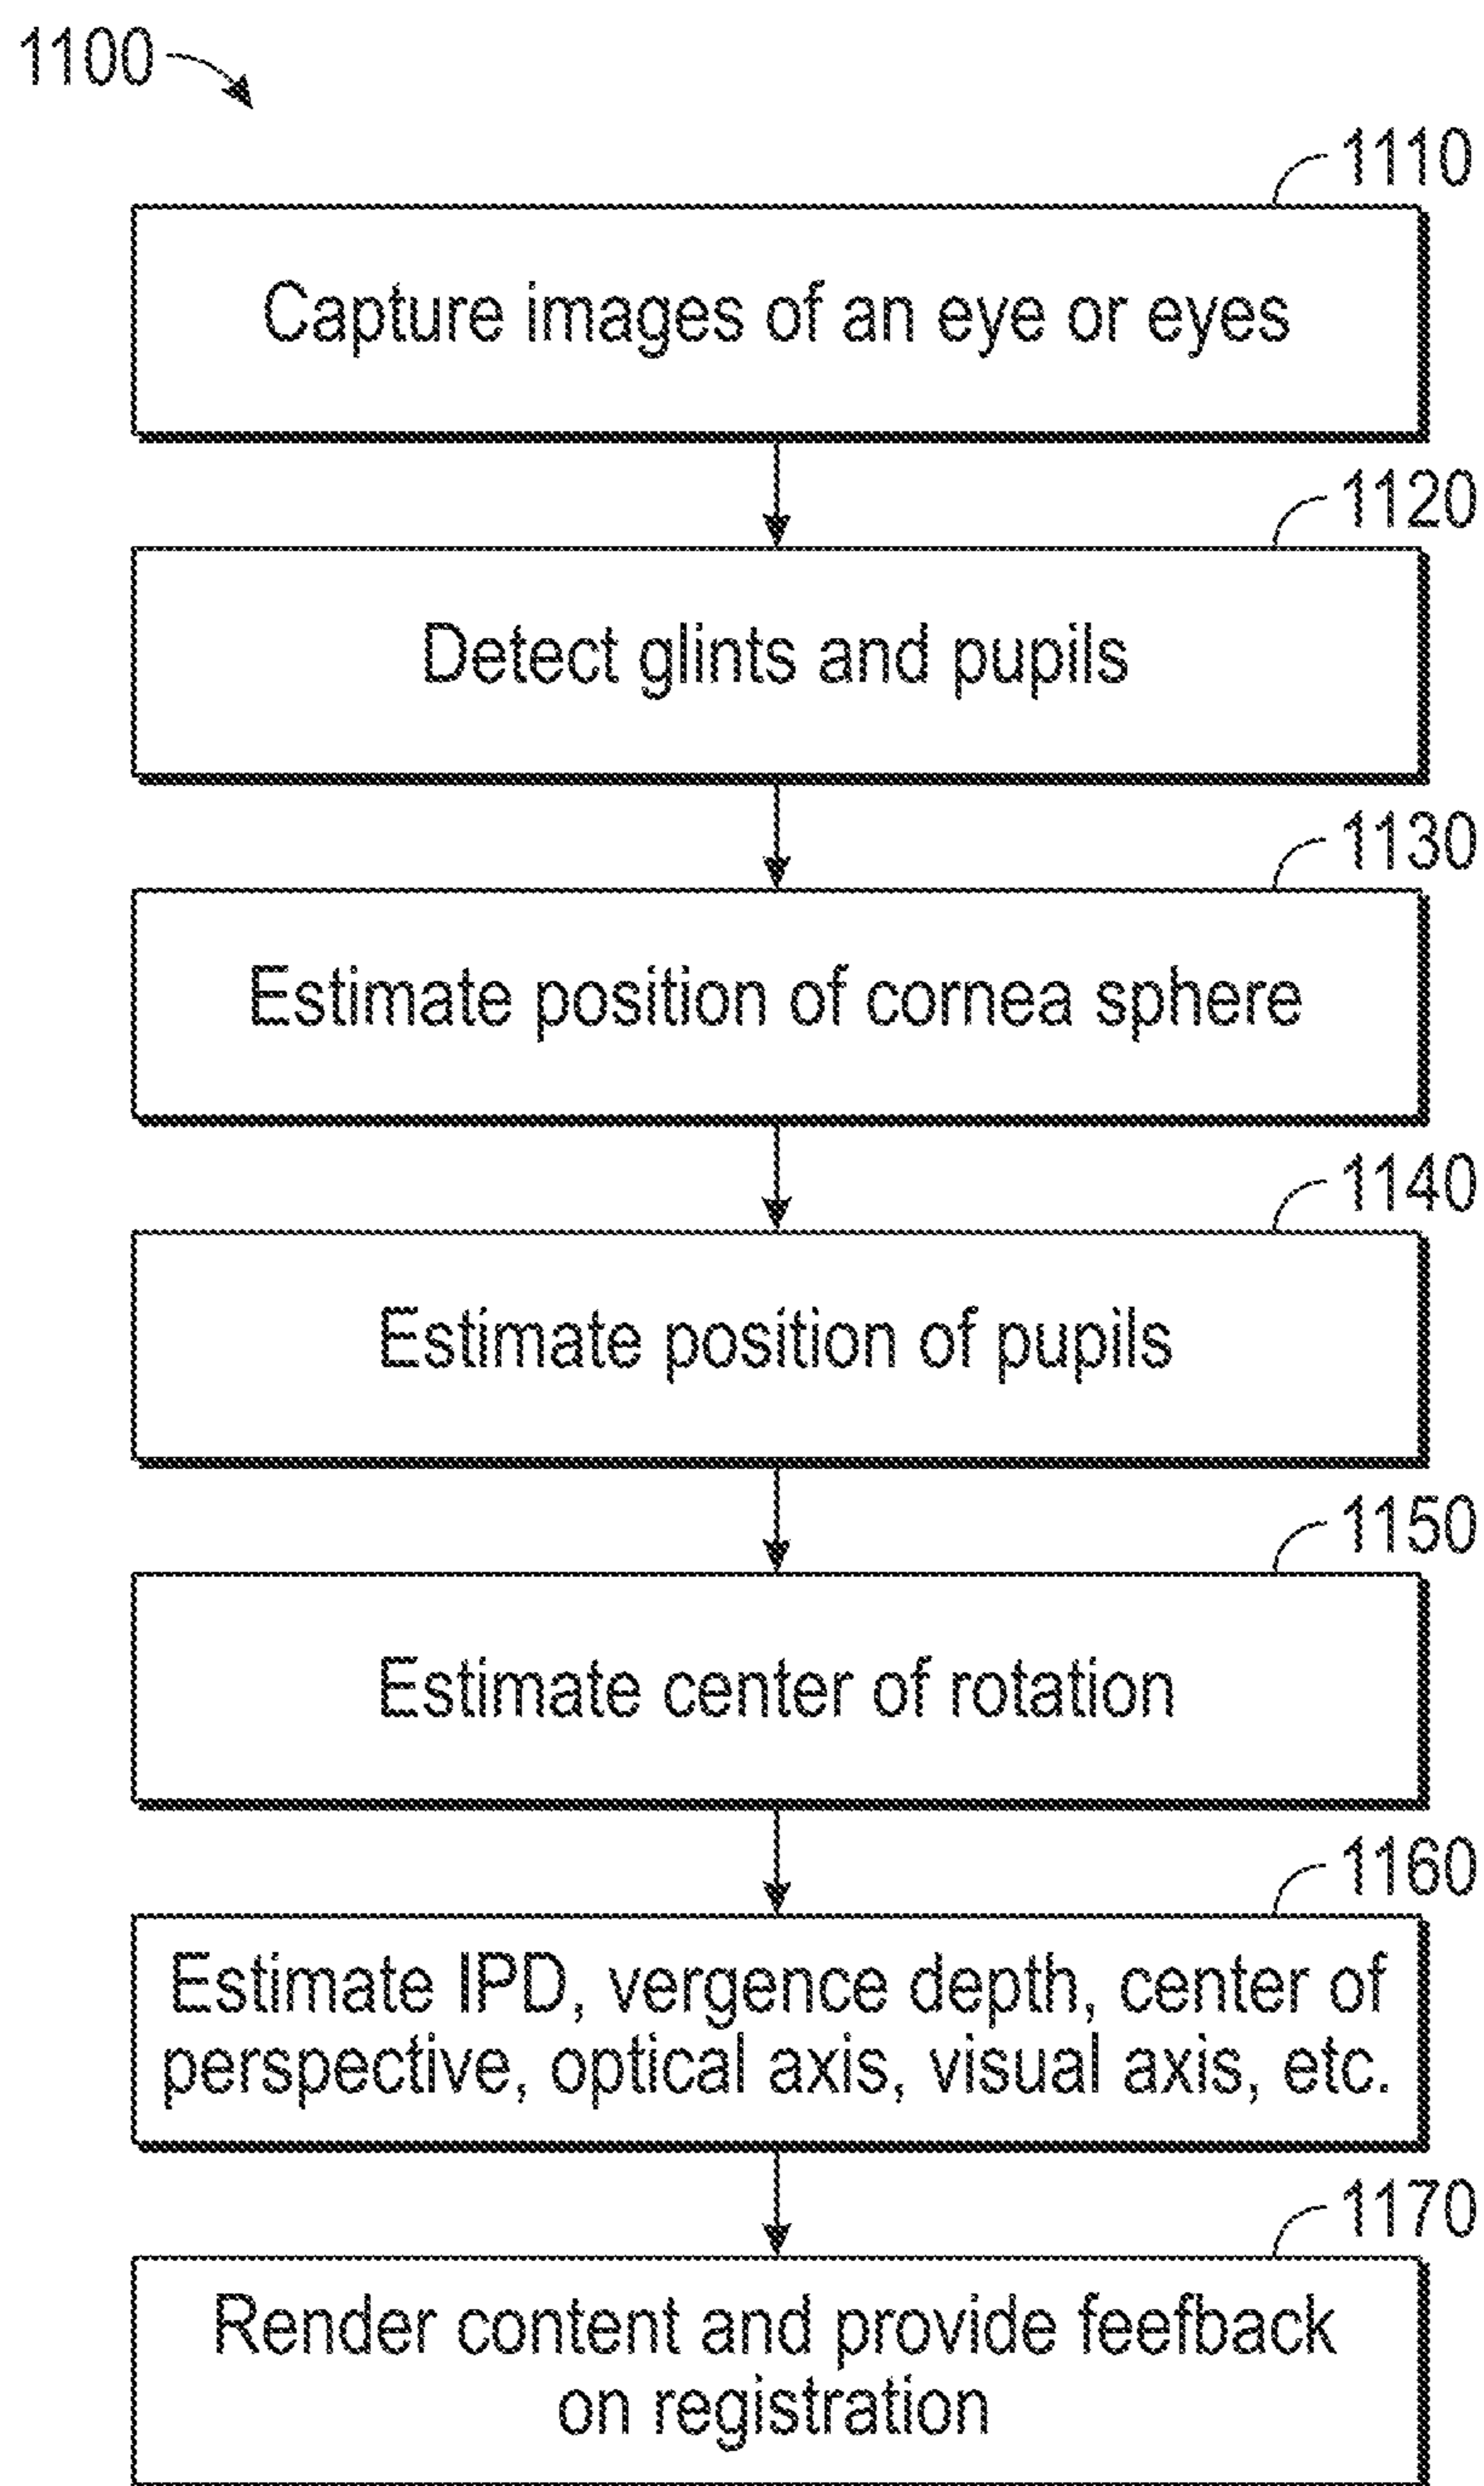 1100
1110
Capture images of an eye or eyes
1120
Detect glints and pupils
1130
Estimate position of cornea sphere
1140
Estimate position of pupils
1150
Estimate center of rotation
1160
Estimate IPD, vergence depth, center of
perspective, optical axis, visual axis, etc.
1170
Render content and provide feefback
on registration